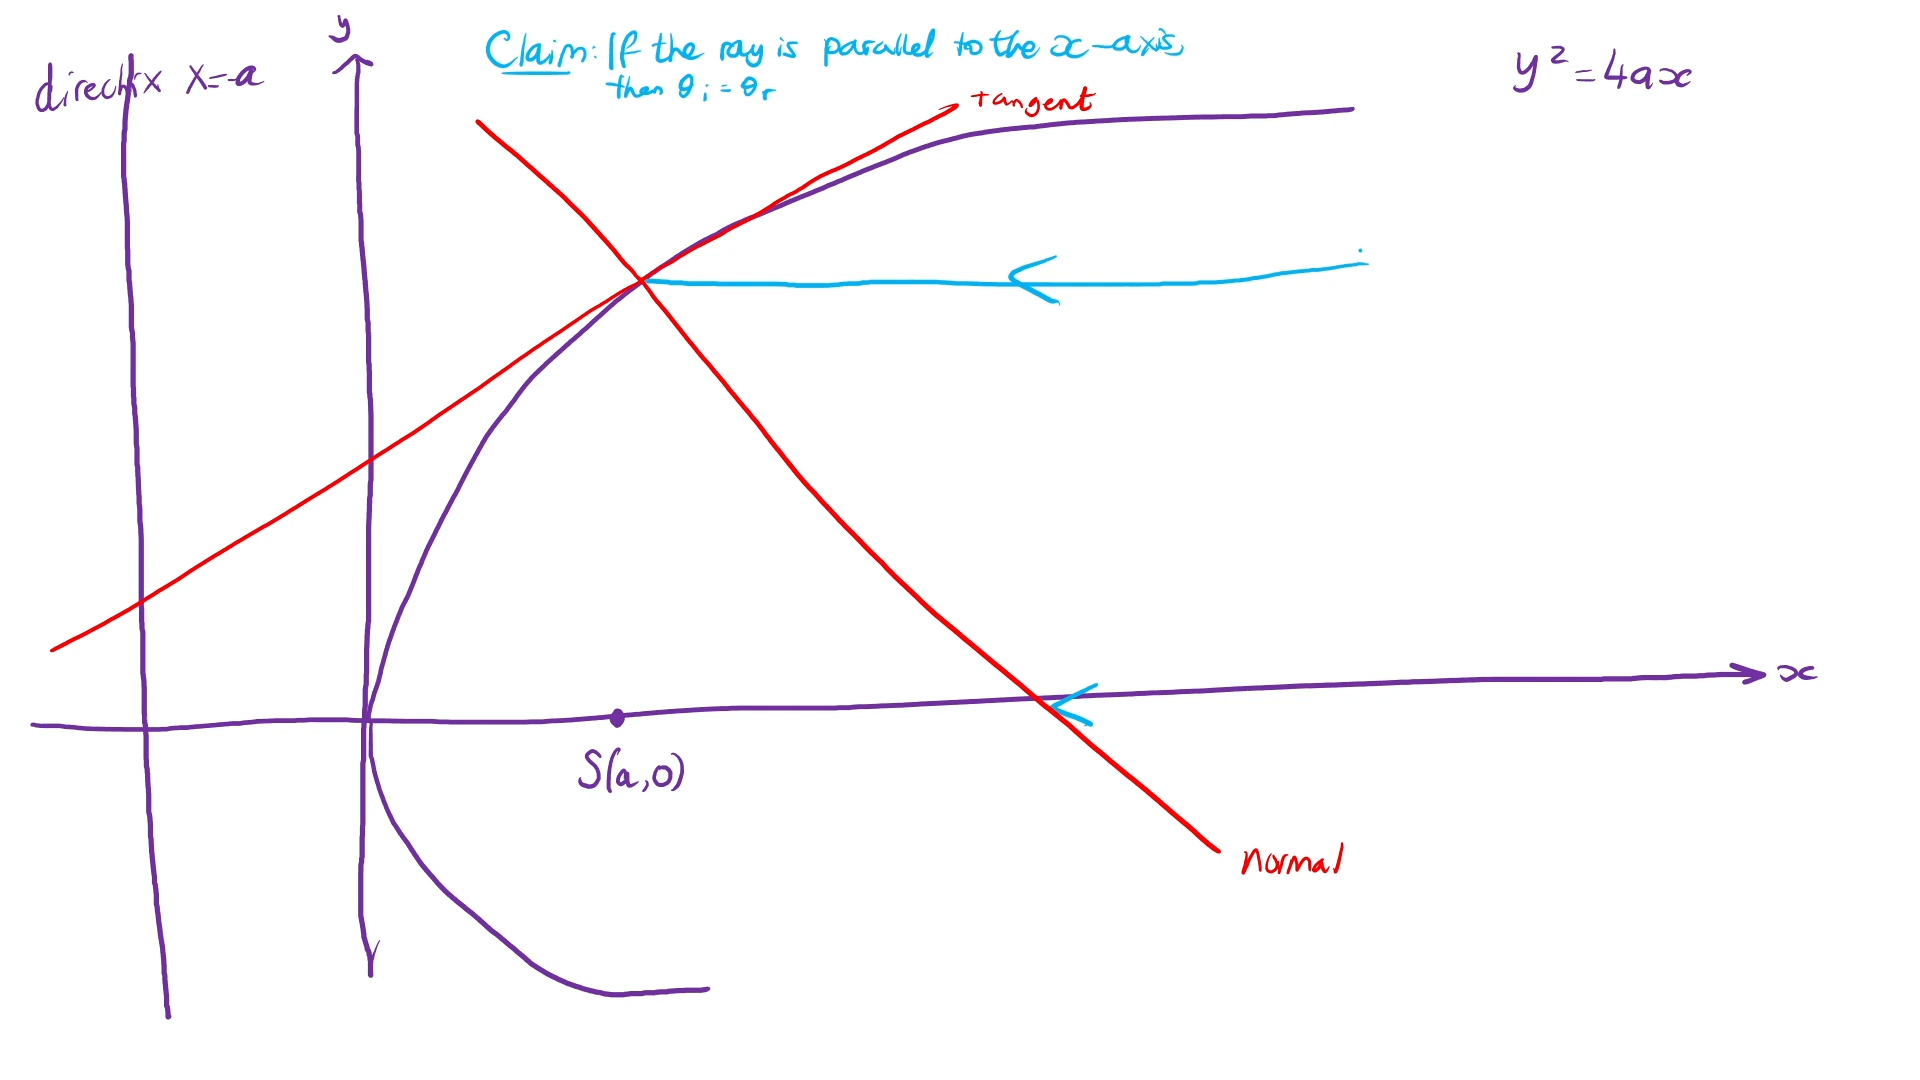 y
Claim: If the ray is parallel to the x-axis,
then θi = θr
directrix x=-a
y² = 4ax
tangent
x
S(a,0)
normal